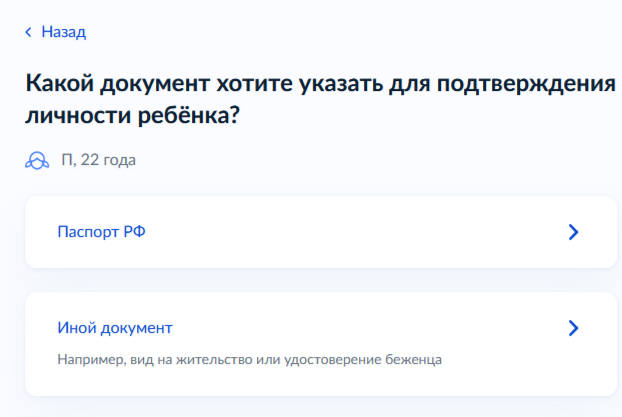 Назад
Какой документ хотите указать для подтверждения
личности ребёнка?
П, 22 года
Паспорт РФ
Иной документ
Например, вид на жительство или удостоверение беженца